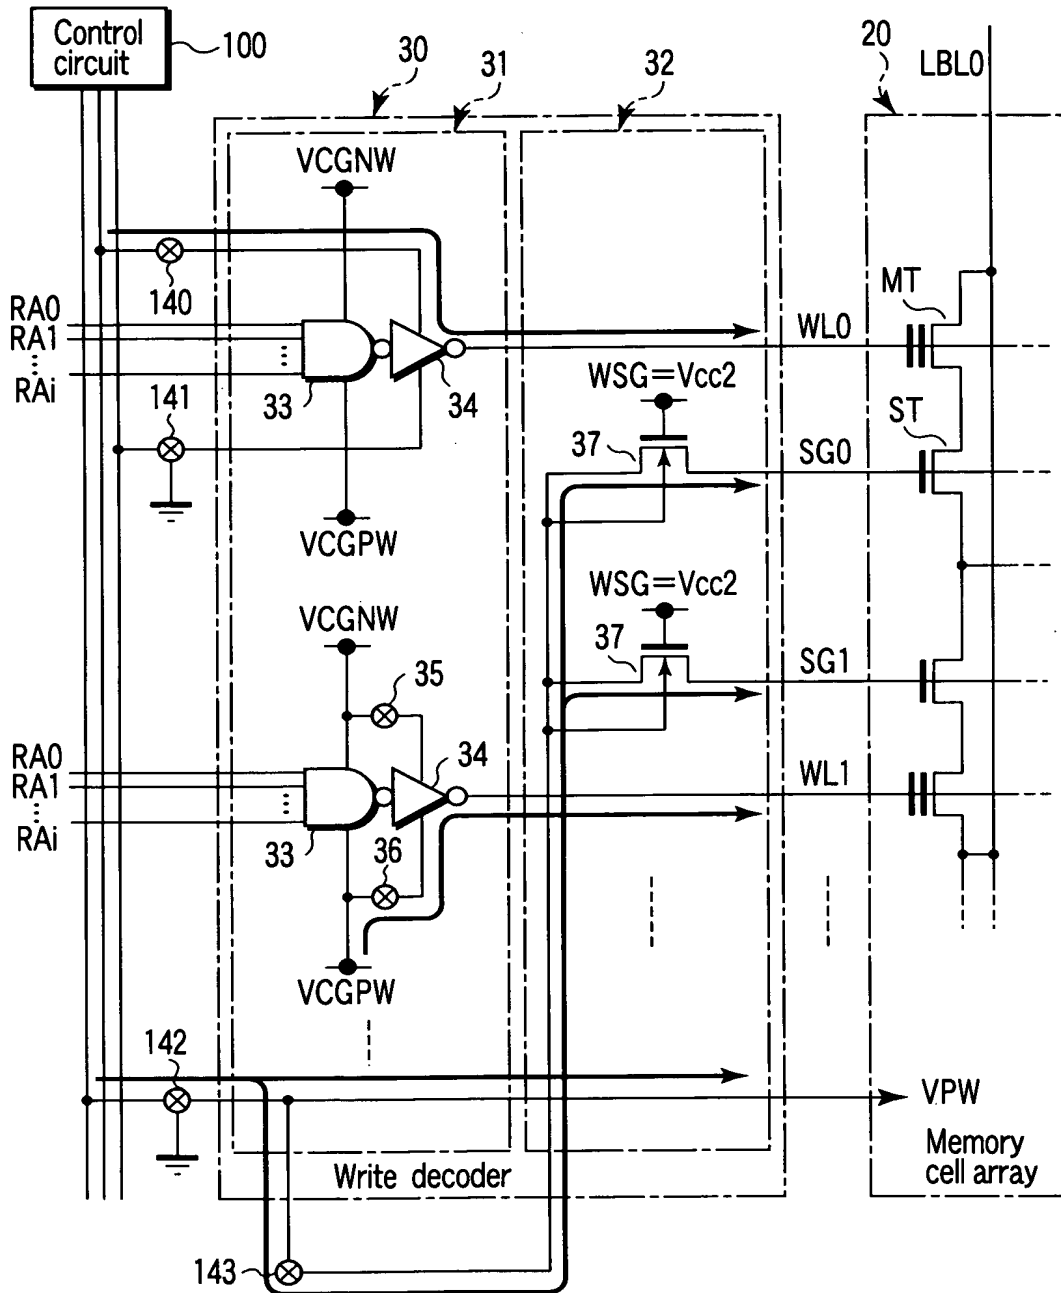 Control
circuit
100
30
31
32
20
LBL0
VCGNW
140
MT
RA0
RA1
RAi
WL0
33
34
WSG=Vcc2
141
ST
37
SG0
VCGPW
WSG=Vcc2
VCGNW
37
SG1
35
RA0
RA1
RAi
34
WL1
33
36
VCGPW
142
VPW
Write decoder
Memory
cell array
143